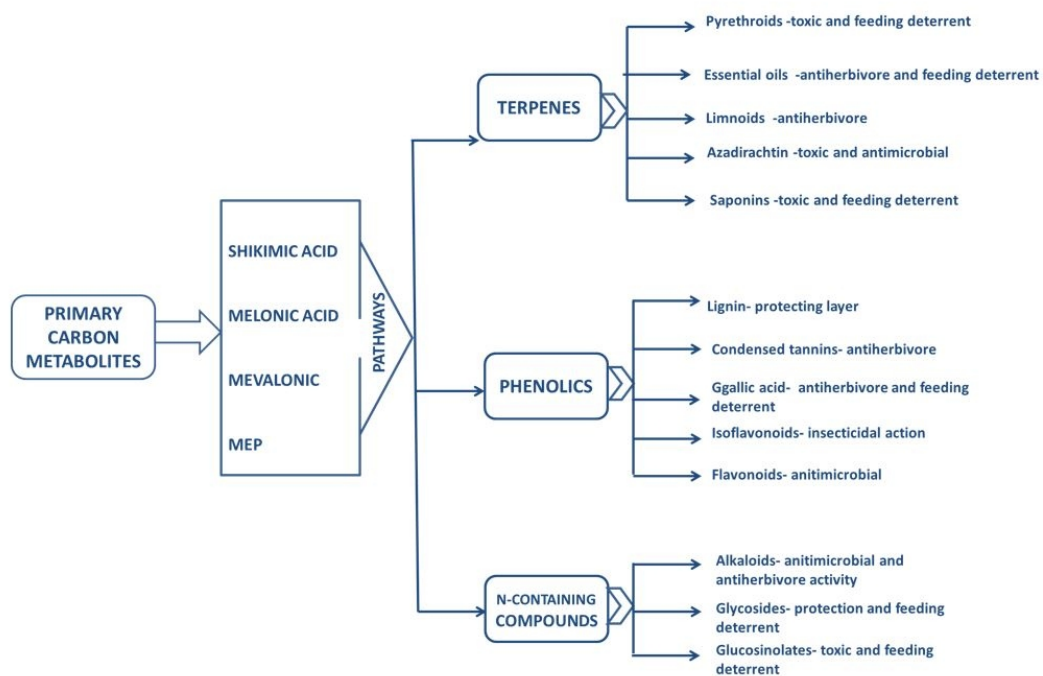 PRIMARY
CARBON
METABOLITES
SHIKIMIC ACID
MELONIC ACID
MEVALONIC
MEP
PATHWAYS
TERPENES
Pyrethroids -toxic and feeding deterrent
Essential oils -antiherbivore and feeding deterrent
Limnoids -antiherbivore
Azadirachtin -toxic and antimicrobial
Saponins -toxic and feeding deterrent
PHENOLICS
Lignin- protecting layer
Condensed tannins- antiherbivore
Ggallic acid- antiherbivore and feeding
deterrent
Isoflavonoids- insecticidal action
Flavonoids- anitimicrobial
N-CONTAINING
COMPOUNDS
Alkaloids- anitimicrobial and
antiherbivore activity
Glycosides- protection and feeding
deterrent
Glucosinolates- toxic and feeding
deterrent